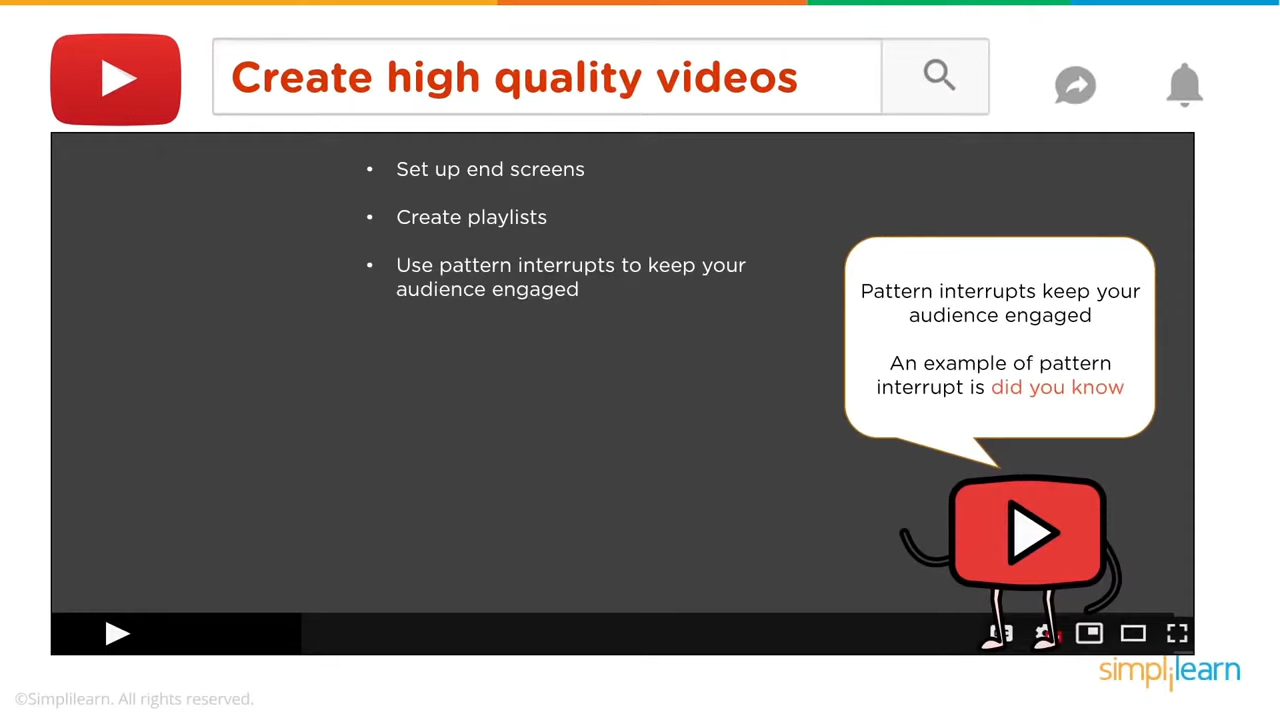 Create high quality videos
• Set up end screens
• Create playlists
• Use pattern interrupts to keep your
audience engaged
Pattern interrupts keep your
audience engaged
An example of pattern
interrupt is did you know
simplilearn
©Simplilearn. All rights reserved.